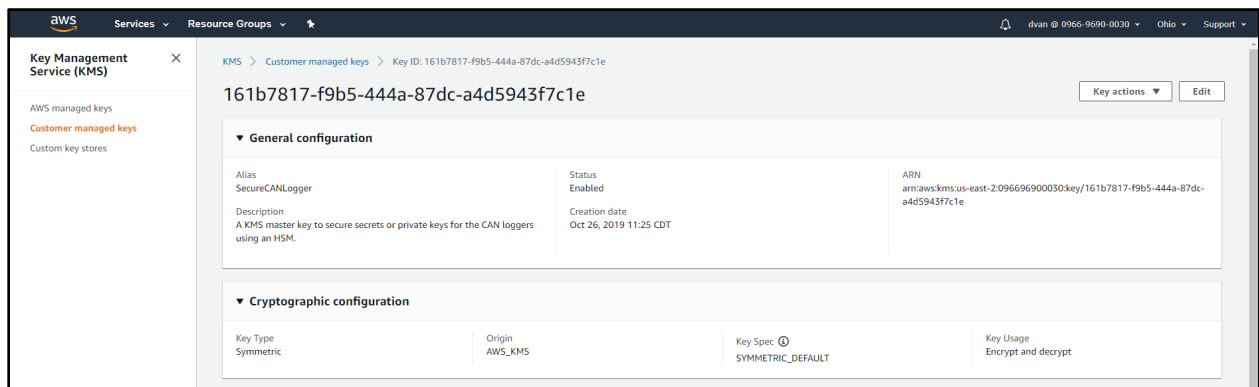 aws Services Resource Groups dvan @ 0966-9690-0030 Ohio Support
Key Management
Service (KMS)
AWS managed keys
Customer managed keys
Custom key stores
KMS > Customer managed keys > Key ID: 161b7817-f9b5-444a-87dc-a4d5943f7c1e
161b7817-f9b5-444a-87dc-a4d5943f7c1e
Key actions Edit
General configuration
Alias
SecureCANLogger
Description
A KMS master key to secure secrets or private keys for the CAN loggers
using an HSM.
Status
Enabled
Creation date
Oct 26, 2019 11:25 CDT
ARN
arn:aws:kms:us-east-2:096696900030:key/161b7817-f9b5-444a-87dc-
a4d5943f7c1e
Cryptographic configuration
Key Type
Symmetric
Origin
AWS_KMS
Key Spec
SYMMETRIC_DEFAULT
Key Usage
Encrypt and decrypt